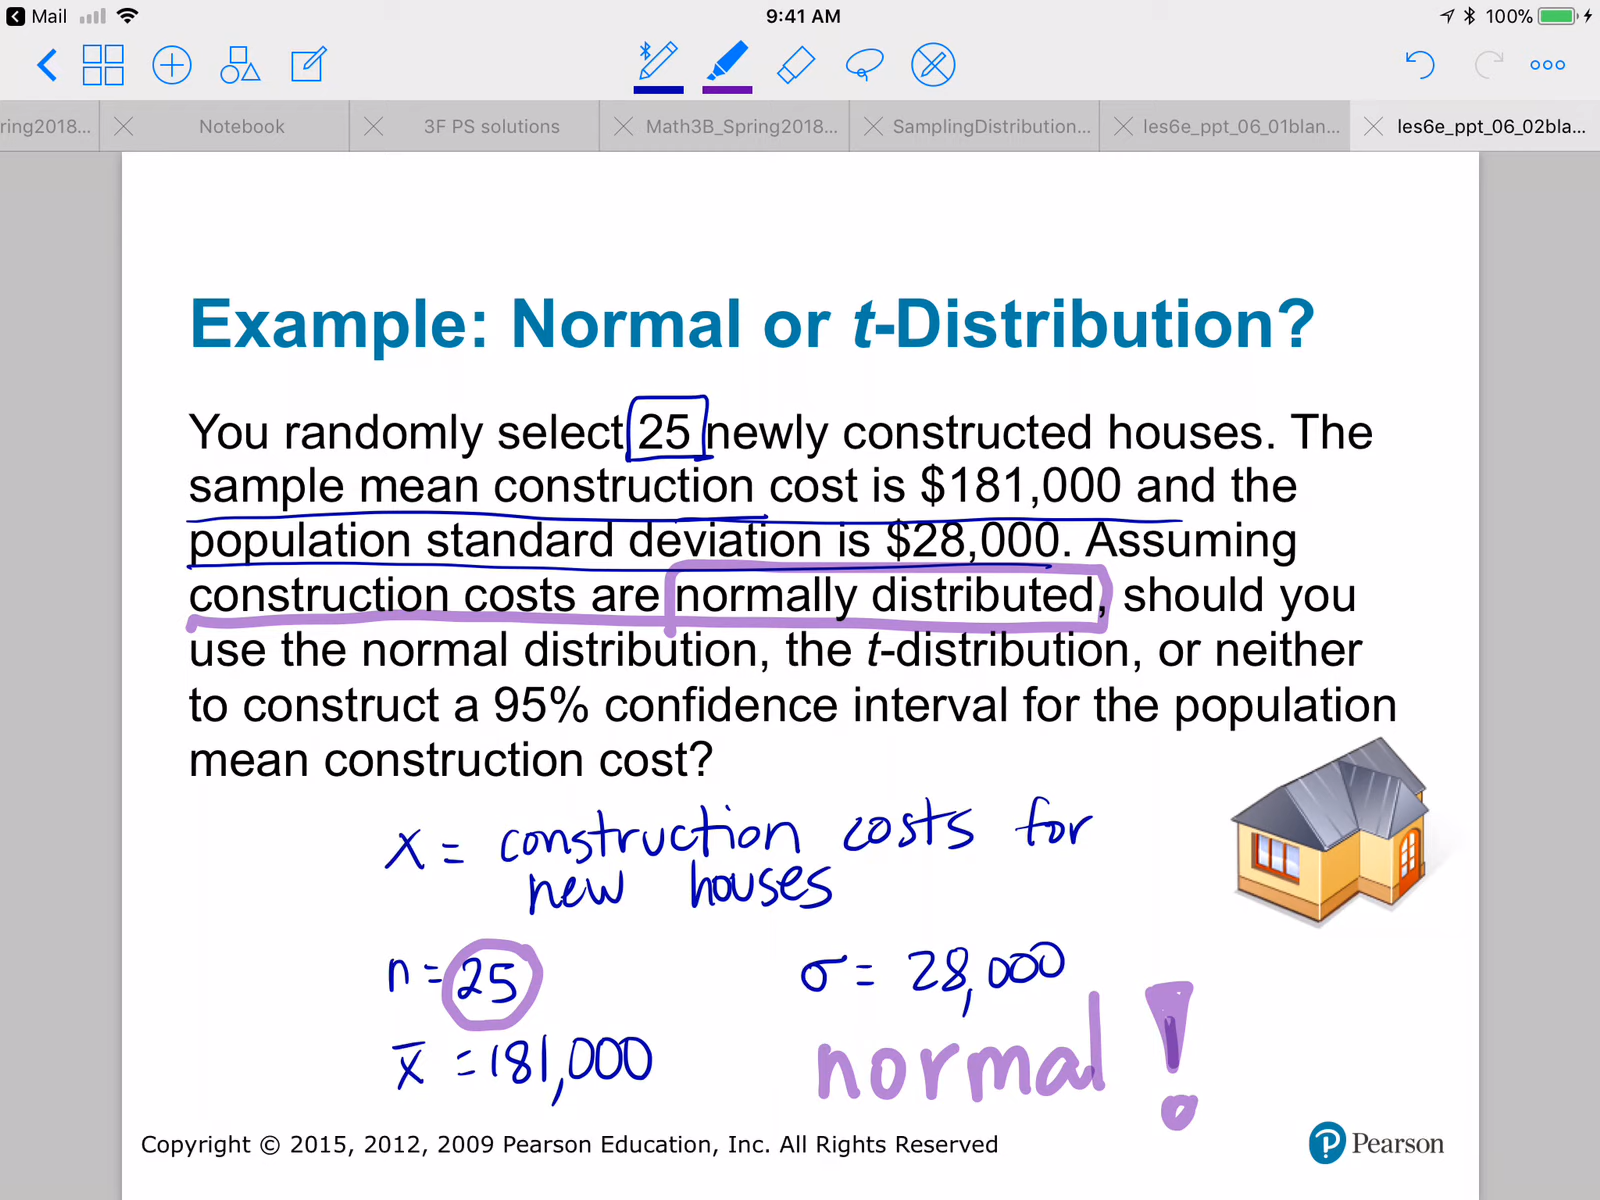 Mail
9:41 AM
100%
ring2018...
Notebook
3F PS solutions
Math3B_Spring2018...
SamplingDistribution...
les6e_ppt_06_01blan...
les6e_ppt_06_02bla...
Example: Normal or t-Distribution?
You randomly select 25 newly constructed houses. The
sample mean construction cost is $181,000 and the
population standard deviation is $28,000. Assuming
construction costs are normally distributed, should you
use the normal distribution, the t-distribution, or neither
to construct a 95% confidence interval for the population
mean construction cost?
x = construction costs for
new houses
n = 25
σ = 28,000
x̄ = 181,000
normal!
Copyright © 2015, 2012, 2009 Pearson Education, Inc. All Rights Reserved
Pearson